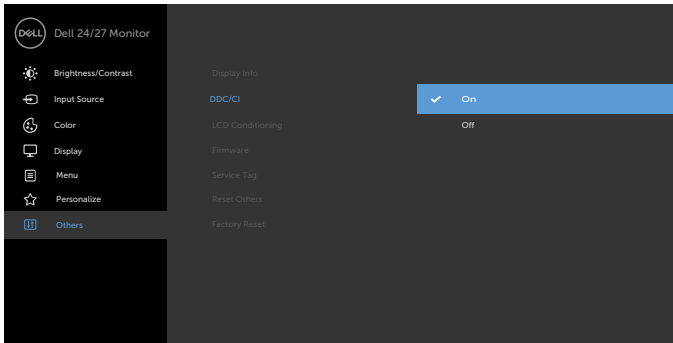 DELL
Dell 24/27 Monitor
Brightness/Contrast
Input Source
Color
Display
Menu
Personalize
Others
Display Info
DDC/CI
LCD Conditioning
Firmware
Service Tag
Reset Others
Factory Reset
On
Off